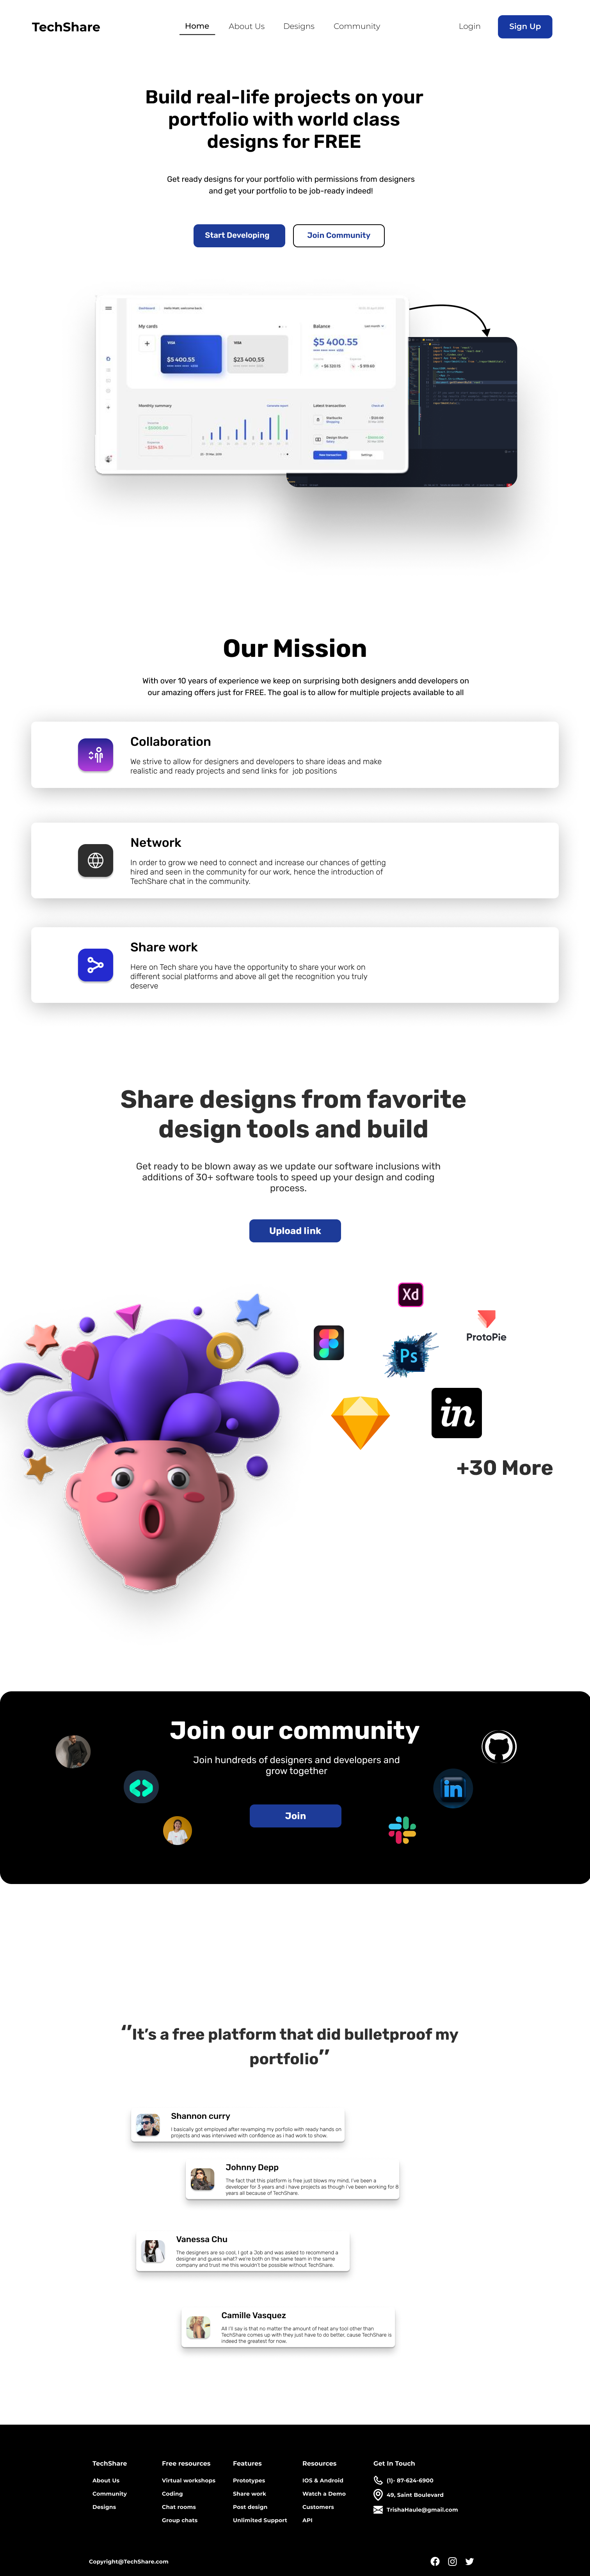 TechShare
Home
About Us
Designs
Community
Login
Sign Up
Build real-life projects on your
portfolio with world class
designs for FREE
Get ready designs for your portfolio with permissions from designers
and get your portfolio to be job-ready indeed!
Start Developing
Join Community
Dashboard
My cards
Balance
Last month
VISA
$5 400.55
VISA
$23 400,55
$5 400.55
Monthly summary
Latest transaction
Our Mission
With over 10 years of experience we keep on surprising both designers andd developers on
our amazing offers just for FREE. The goal is to allow for multiple projects available to all
Collaboration
We strive to allow for designers and developers to share ideas and make
realistic and ready projects and send links for  job positions
Network
In order to grow we need to connect and increase our chances of getting
hired and seen in the community for our work, hence the introduction of
TechShare chat in the community.
Share work
Here on Tech share you have the opportunity to share your work on
different social platforms and above all get the recognition you truly
deserve
Share designs from favorite
design tools and build
Get ready to be blown away as we update our software inclusions with
additions of 30+ software tools to speed up your design and coding
process.
Upload link
Xd
ProtoPie
Ps
in
+30 More
Join our community
Join hundreds of designers and developers and
grow together
in
Join
“It’s a free platform that did bulletproof my
portfolio”
Shannon curry
I basically got employed after revamping my porfolio with ready hands on
projects and was interviwed with confidence as i had work to show.
Johnny Depp
The fact that this platform is free just blows my mind, I’ve been a
developer for 3 years and i have projects as though I’ve been working for 8
years all because of TechShare.
Vanessa Chu
The designers are so cool, I got a Job and was asked to recommend a
designer and guess what? we’re both on the same team in the same
company and trust me this wouldn’t be possible without TechShare.
Camille Vasquez
All I’ll say is that no matter the amount of heat any tool other than
TechShare comes up with they just have to do better, cause TechShare is
indeed the greatest for now.
TechShare
About Us
Community
Designs
Free resources
Virtual workshops
Coding
Chat rooms
Group chats
Features
Prototypes
Share work
Post design
Unlimited Support
Resources
IOS & Android
Watch a Demo
Customers
API
Get In Touch
(1)- 87-624-6900
49, Saint Boulevard
TrishaHaule@gmail.com
Copyright@TechShare.com